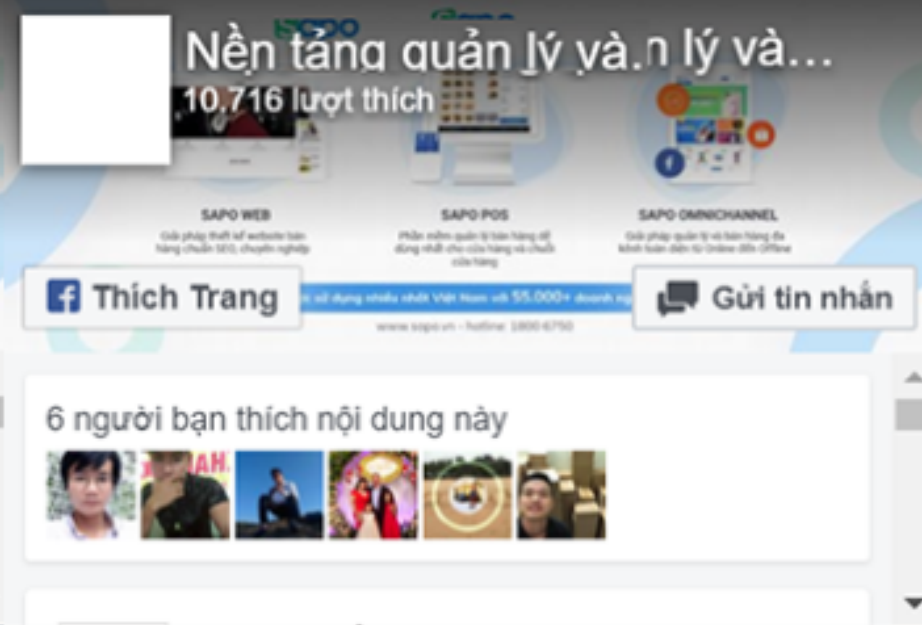 sapo
Nền tảng quản lý và.n lý và...
10.716 lượt thích
SAPO WEB
Giải pháp thiết kế website bán
hàng chuẩn SEO, chuyên nghiệp
SAPO POS
Phần mềm quản lý bán hàng dễ
dùng nhất cho cửa hàng và chuỗi
cửa hàng
SAPO OMNICHANNEL
Giải pháp quản lý và bán hàng đa
kênh toàn diện từ Online đến Offline
Thích Trang
sử dụng nhiều nhất Việt Nam với 55.000+ doanh
Gửi tin nhắn
www.sapo.vn - hotline: 1800 6750
6 người bạn thích nội dung này